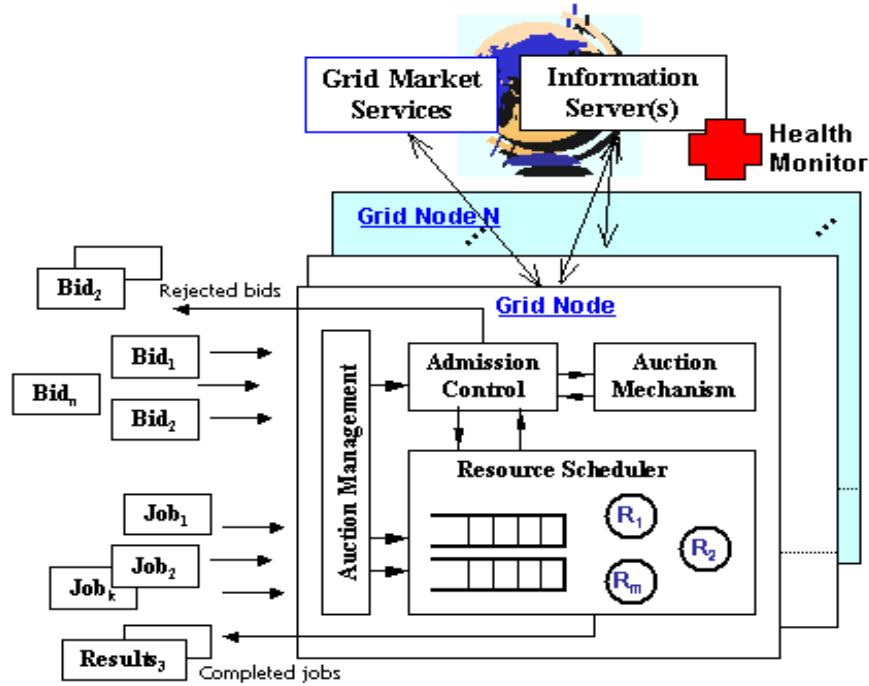 Grid Market
Services
Information
Server(s)
Health
Monitor
Grid Node N
Grid Node
Bid2
Rejected bids
Bid1
Bidn
Bid2
Auction Management
Admission
Control
Auction
Mechanism
Resource Scheduler
R1
R2
Rm
Job1
Job2
Jobk
Results3
Completed jobs